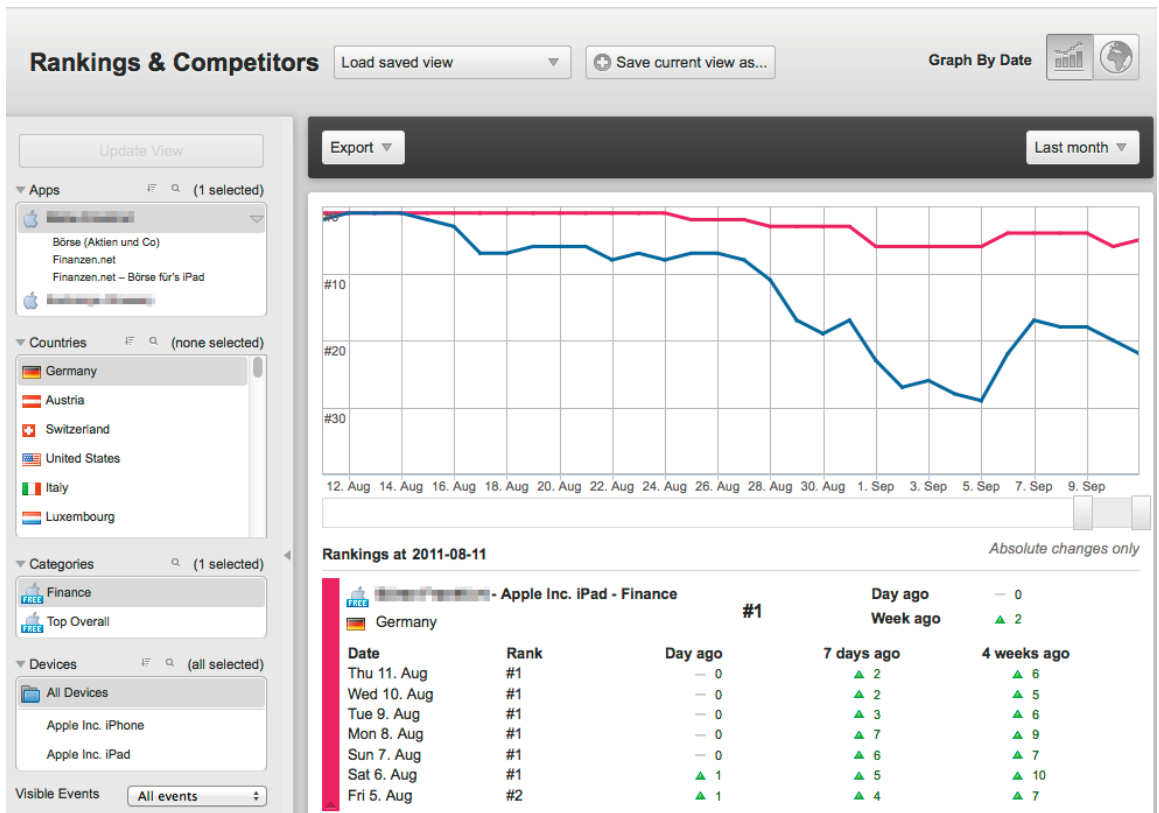 Rankings & Competitors
Load saved view
Save current view as...
Graph By Date
Update View
Export
Last month
Apps (1 selected)
Börse (Aktien und Co)
Finanzen.net
Finanzen.net – Börse für's iPad
Countries (none selected)
Germany
Austria
Switzerland
United States
Italy
Luxembourg
Categories (1 selected)
FREE Finance
FREE Top Overall
Devices (all selected)
All Devices
Apple Inc. iPhone
Apple Inc. iPad
Visible Events All events
#10
#20
#30
12. Aug 14. Aug 16. Aug 18. Aug 20. Aug 22. Aug 24. Aug 26. Aug 28. Aug 30. Aug 1. Sep 3. Sep 5. Sep 7. Sep 9. Sep
Rankings at 2011-08-11 Absolute changes only
FREE - Apple Inc. iPad - Finance #1 Day ago – 0
Germany Week ago 2
Date Rank Day ago 7 days ago 4 weeks ago
Thu 11. Aug #1 – 0 2 6
Wed 10. Aug #1 – 0 2 5
Tue 9. Aug #1 – 0 3 6
Mon 8. Aug #1 – 0 7 9
Sun 7. Aug #1 – 0 6 7
Sat 6. Aug #1 1 5 10
Fri 5. Aug #2 1 4 7